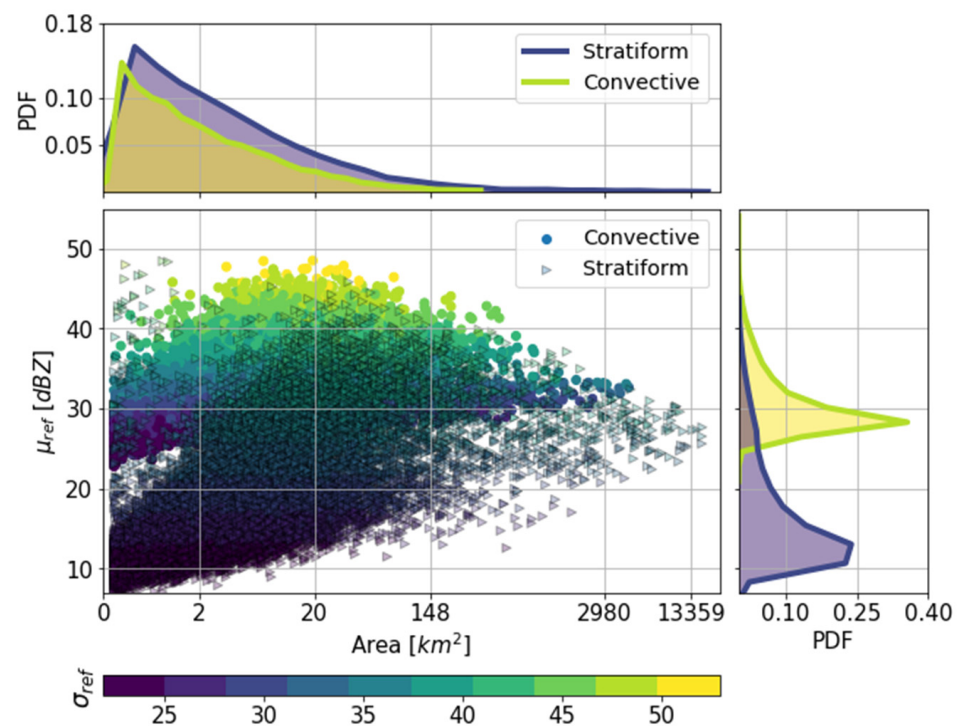 0.18
0.10
0.05
PDF
Stratiform
Convective
50
40
30
20
10
μref [dBZ]
Convective
Stratiform
0
2
20
148
2980
13359
Area [km²]
0.10
0.25
0.40
PDF
σref
25
30
35
40
45
50